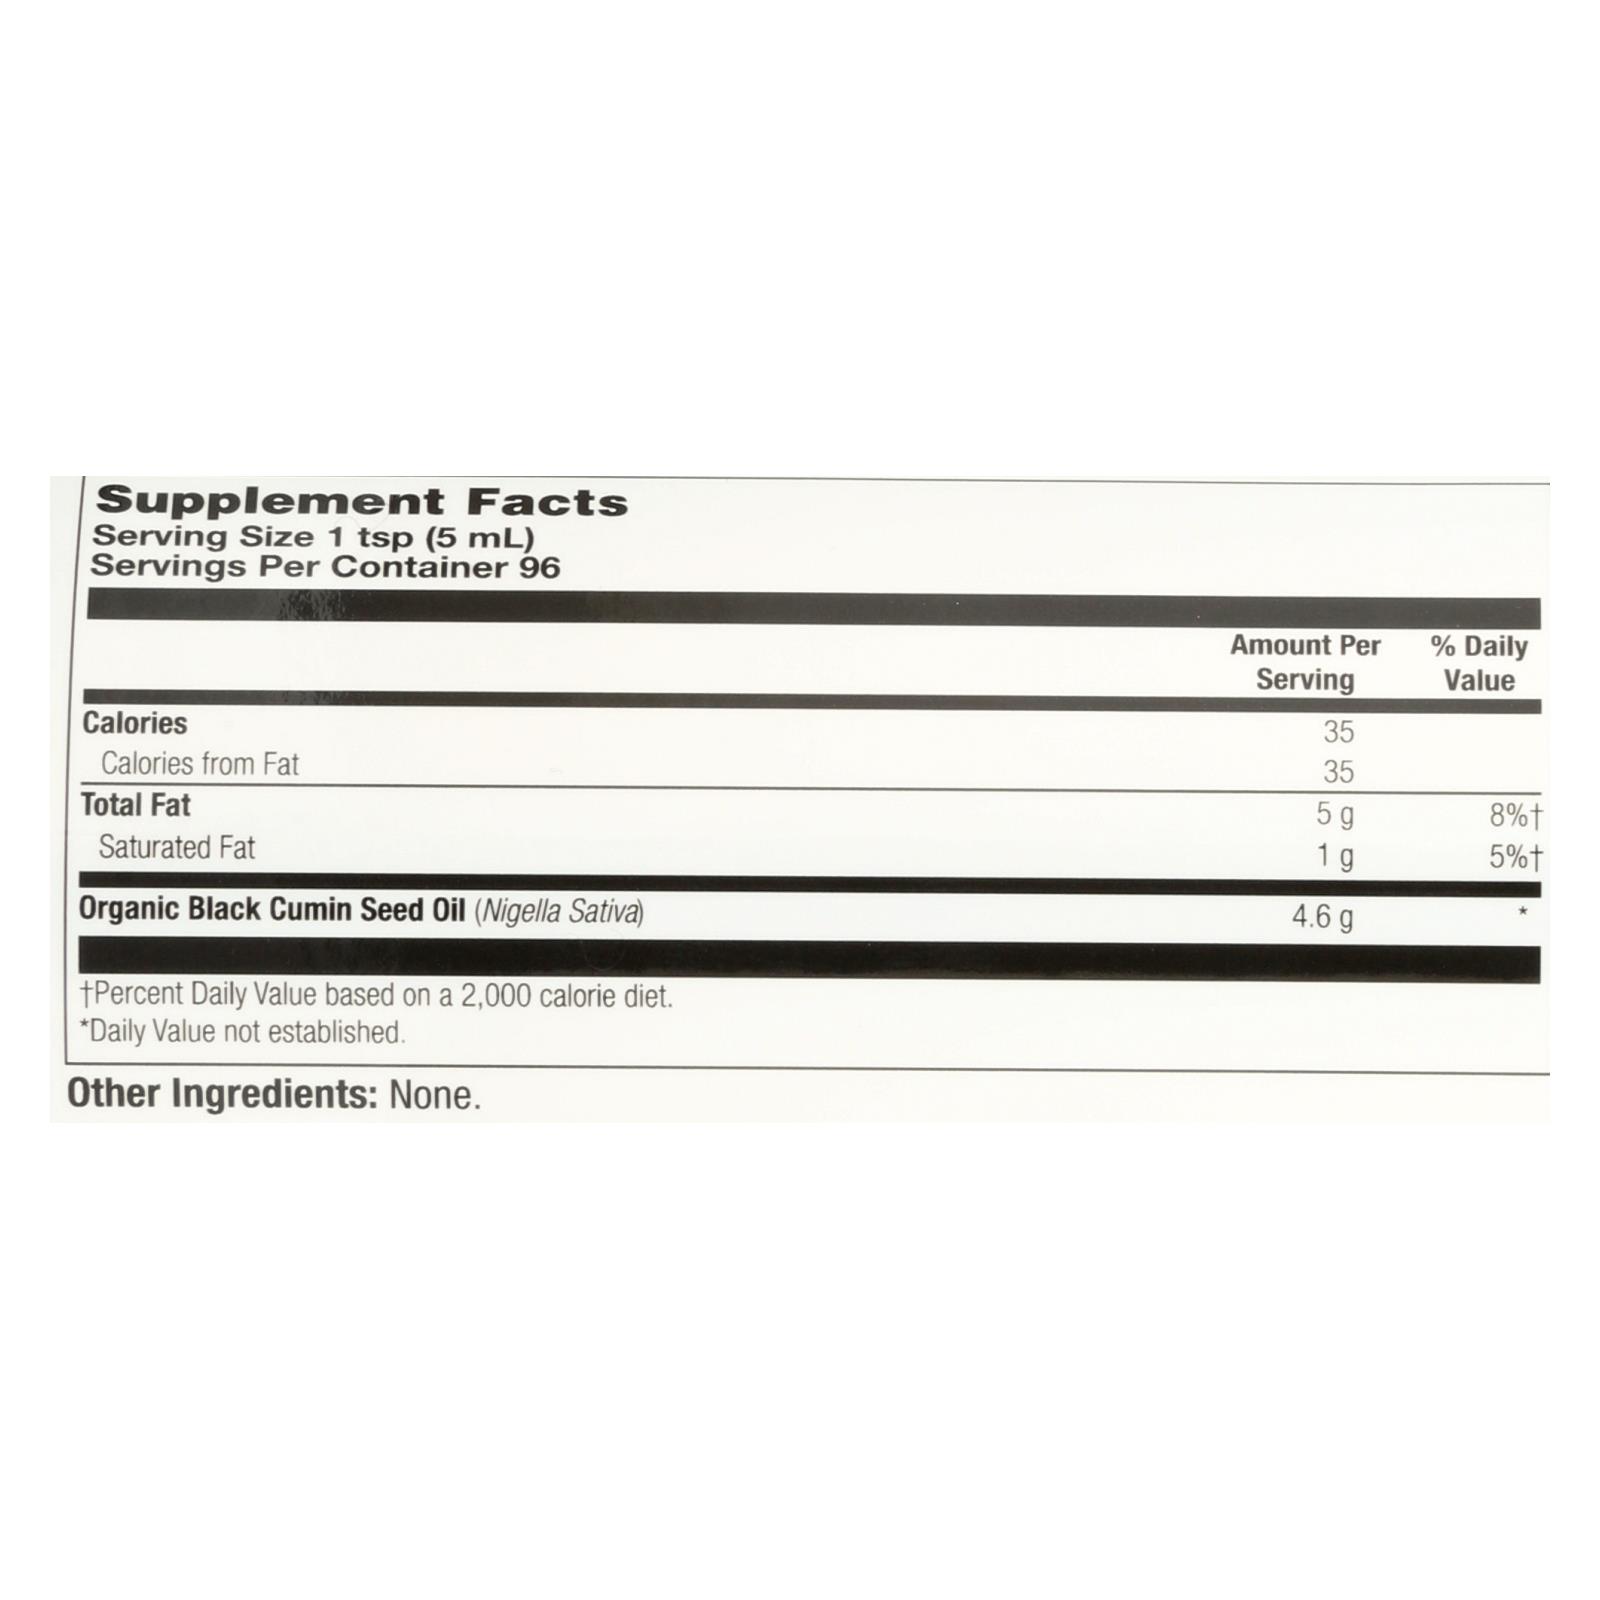 Supplement Facts
Serving Size 1 tsp (5 mL)
Servings Per Container 96
Amount Per Serving % Daily Value
Calories 35
Calories from Fat 35
Total Fat 5 g 8%†
Saturated Fat 1 g 5%†
Organic Black Cumin Seed Oil (Nigella Sativa) 4.6 g *
†Percent Daily Value based on a 2,000 calorie diet.
*Daily Value not established.
Other Ingredients: None.